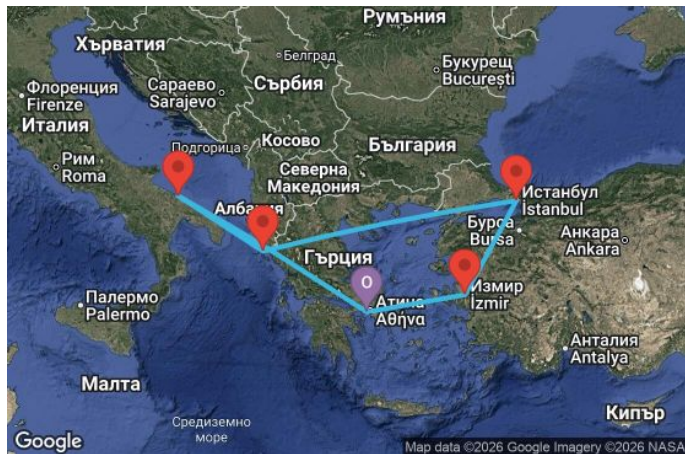 Румъния
Хърватия
Белград
Букурещ
Bucureşti
Флоренция
Firenze
Сараево
Sarajevo
Сърбия
Италия
Рим
Roma
Подгорица
Косово
България
Северна
Македония
Албания
Истанбул
İstanbul
Бурса
Bursa
Анкара
Ankara
Гърция
0
Атина
Αθήνα
Измир
İzmir
Палермо
Palermo
Анталия
Antalya
Малта
Средиземно
море
Кипър
Google
Map data ©2026 Google Imagery ©2026 NASA